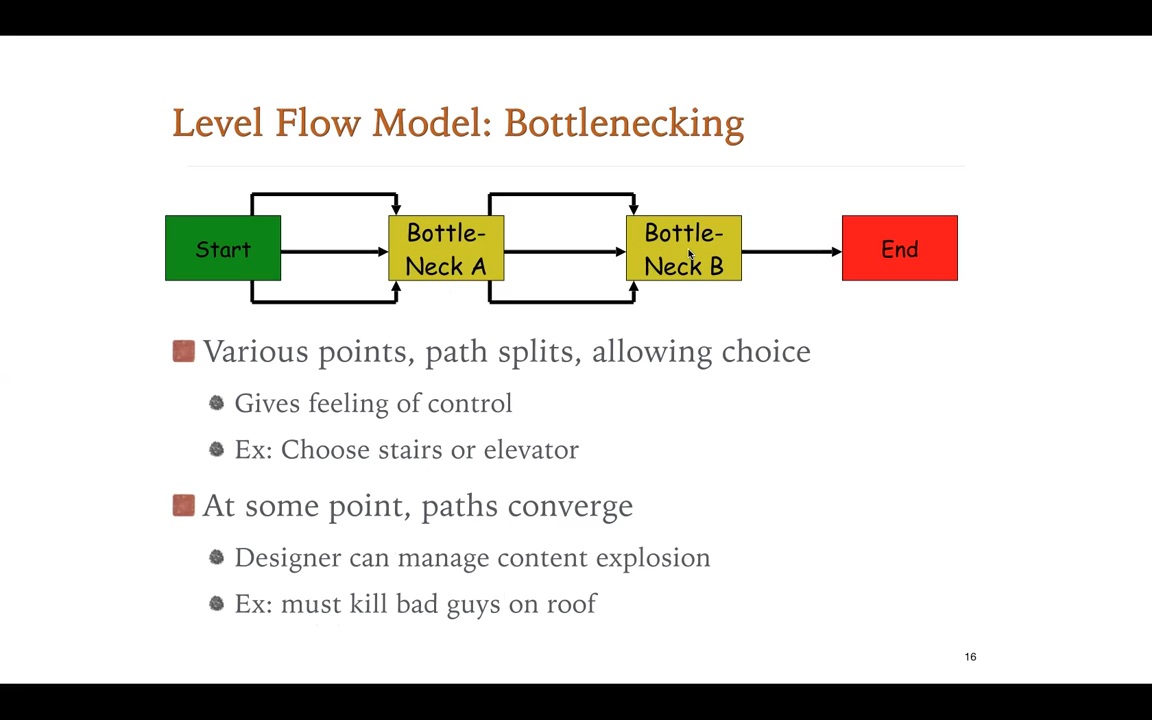 Level Flow Model: Bottlenecking
Start
Bottle-
Neck A
Bottle-
Neck B
End
Various points, path splits, allowing choice
Gives feeling of control
Ex: Choose stairs or elevator
At some point, paths converge
Designer can manage content explosion
Ex: must kill bad guys on roof
16